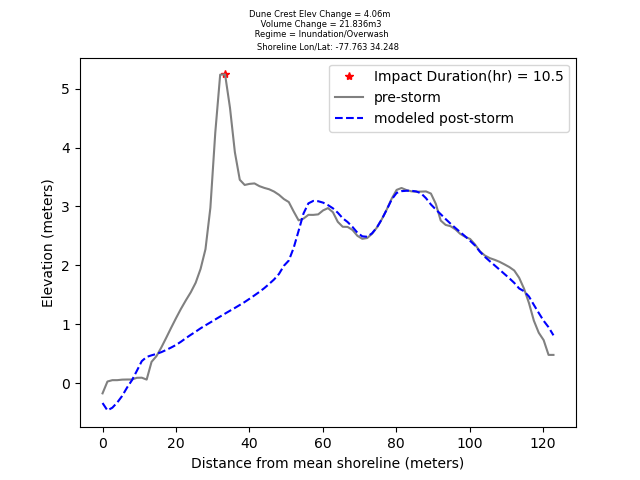 Dune Crest Elev Change = 4.06m
Volume Change = 21.836m3
Regime = Inundation/Overwash
Shoreline Lon/Lat: -77.763 34.248
Impact Duration(hr) = 10.5
pre-storm
modeled post-storm
Elevation (meters)
5
4
3
2
1
0
0 20 40 60 80 100 120
Distance from mean shoreline (meters)